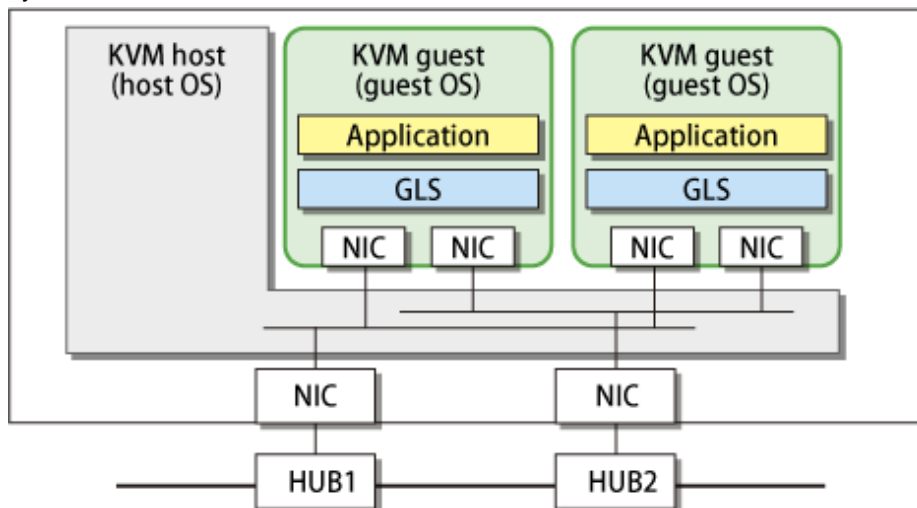 KVM host
(host OS)
KVM guest
(guest OS)
Application
GLS
NIC
NIC
KVM guest
(guest OS)
Application
GLS
NIC
NIC
NIC
NIC
HUB1
HUB2